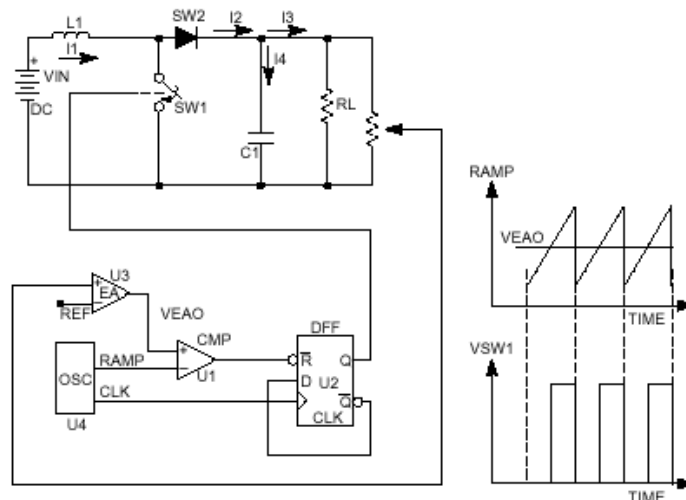 SW2
L1
I1
I2
I3
I4
+
VIN
DC
SW1
C1
RL
RAMP
VEAO
TIME
VSW1
TIME
U3
+
EA
−
REF
VEAO
CMP
+
−
U1
DFF
R
Q
D
U2
Q
CLK
OSC
RAMP
CLK
U4